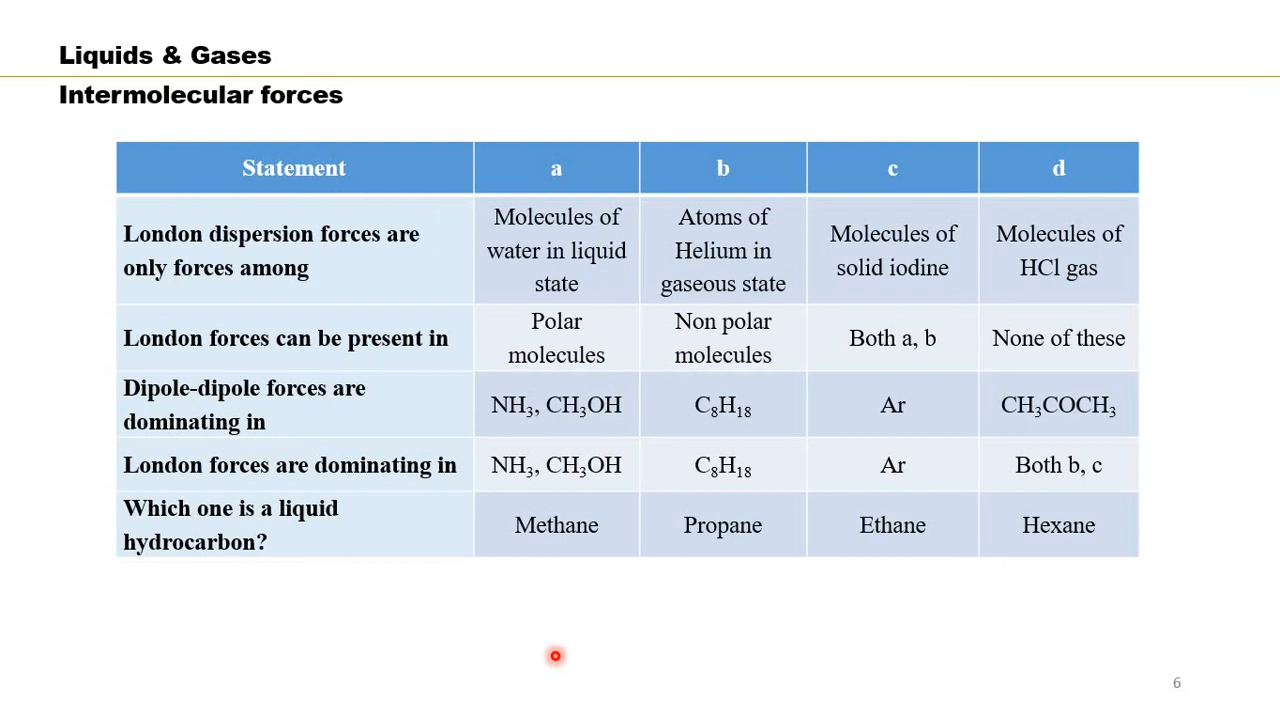 Liquids & Gases
Intermolecular forces
Statement a b c d
London dispersion forces are
only forces among
Molecules of
water in liquid
state
Atoms of
Helium in
gaseous state
Molecules of
solid iodine
Molecules of
HCl gas
London forces can be present in
Polar
molecules
Non polar
molecules
Both a, b
None of these
Dipole-dipole forces are
dominating in
NH₃, CH₃OH
C₈H₁₈
Ar
CH₃COCH₃
London forces are dominating in
NH₃, CH₃OH
C₈H₁₈
Ar
Both b, c
Which one is a liquid
hydrocarbon?
Methane
Propane
Ethane
Hexane
6